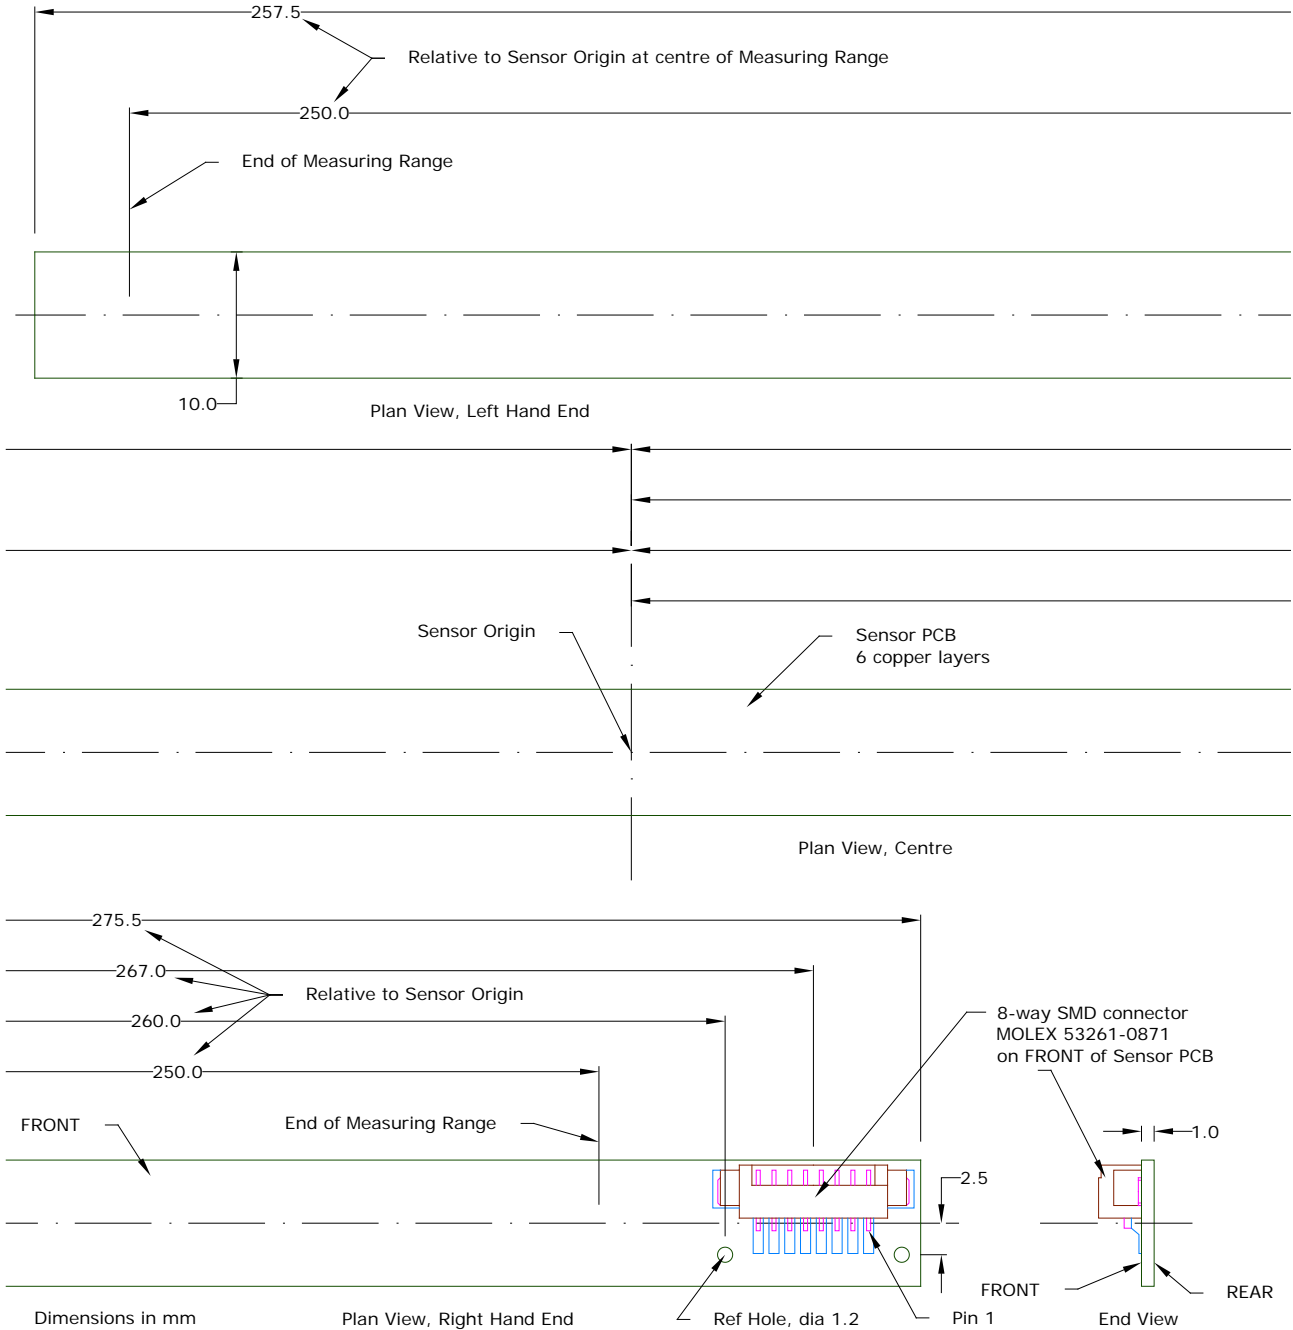 257.5
Relative to Sensor Origin at centre of Measuring Range
250.0
End of Measuring Range
10.0
Plan View, Left Hand End
Sensor Origin
Sensor PCB
6 copper layers
Plan View, Centre
275.5
267.0
Relative to Sensor Origin
260.0
250.0
8-way SMD connector
MOLEX 53261-0871
on FRONT of Sensor PCB
FRONT
End of Measuring Range
1.0
2.5
FRONT
REAR
Dimensions in mm
Plan View, Right Hand End
Ref Hole, dia 1.2
Pin 1
End View